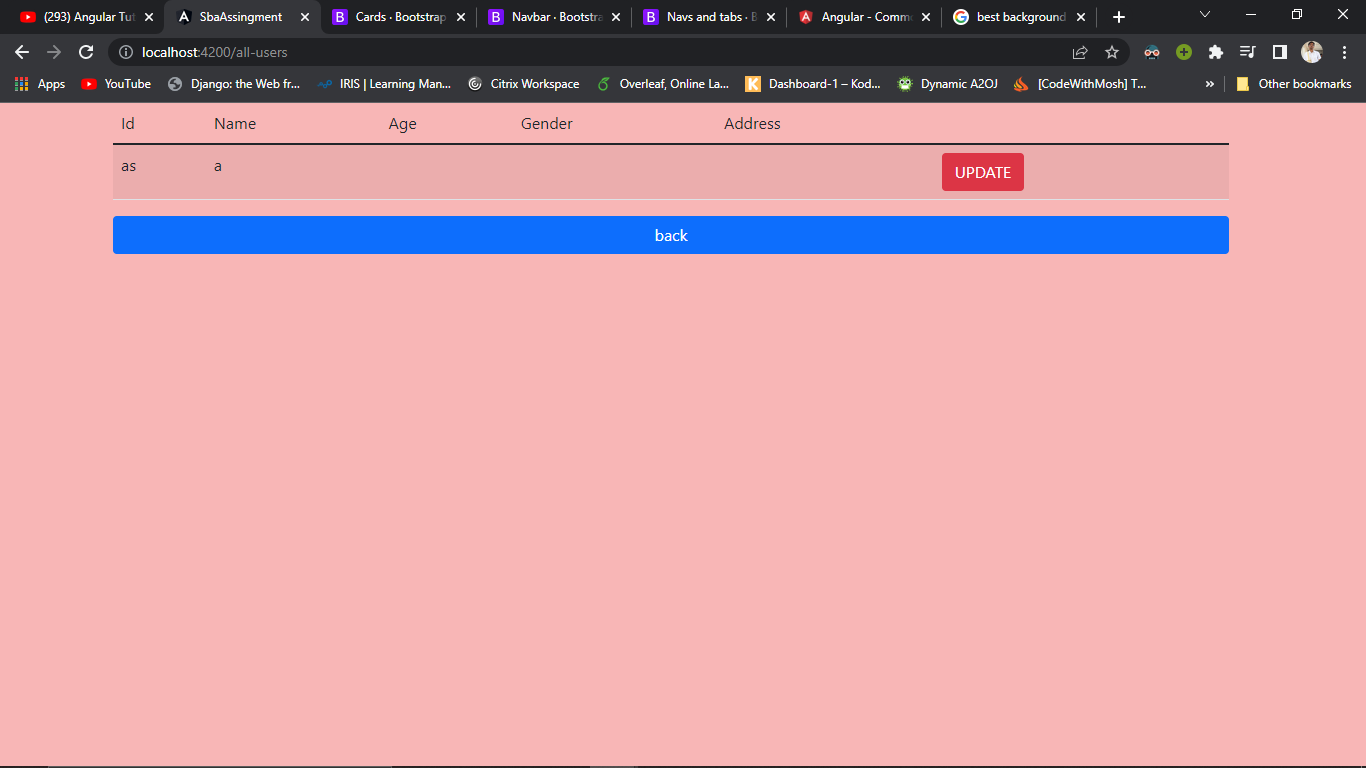 (293) Angular Tut
SbaAssingment
Cards · Bootstrap
Navbar · Bootstra
Navs and tabs · B
Angular - Commo
best background
localhost:4200/all-users
Apps
YouTube
Django: the Web fr...
IRIS | Learning Man...
Citrix Workspace
Overleaf, Online La...
Dashboard-1 – Kod...
Dynamic A2OJ
[CodeWithMosh] T...
»
Other bookmarks
Id Name Age Gender Address
as a UPDATE
back